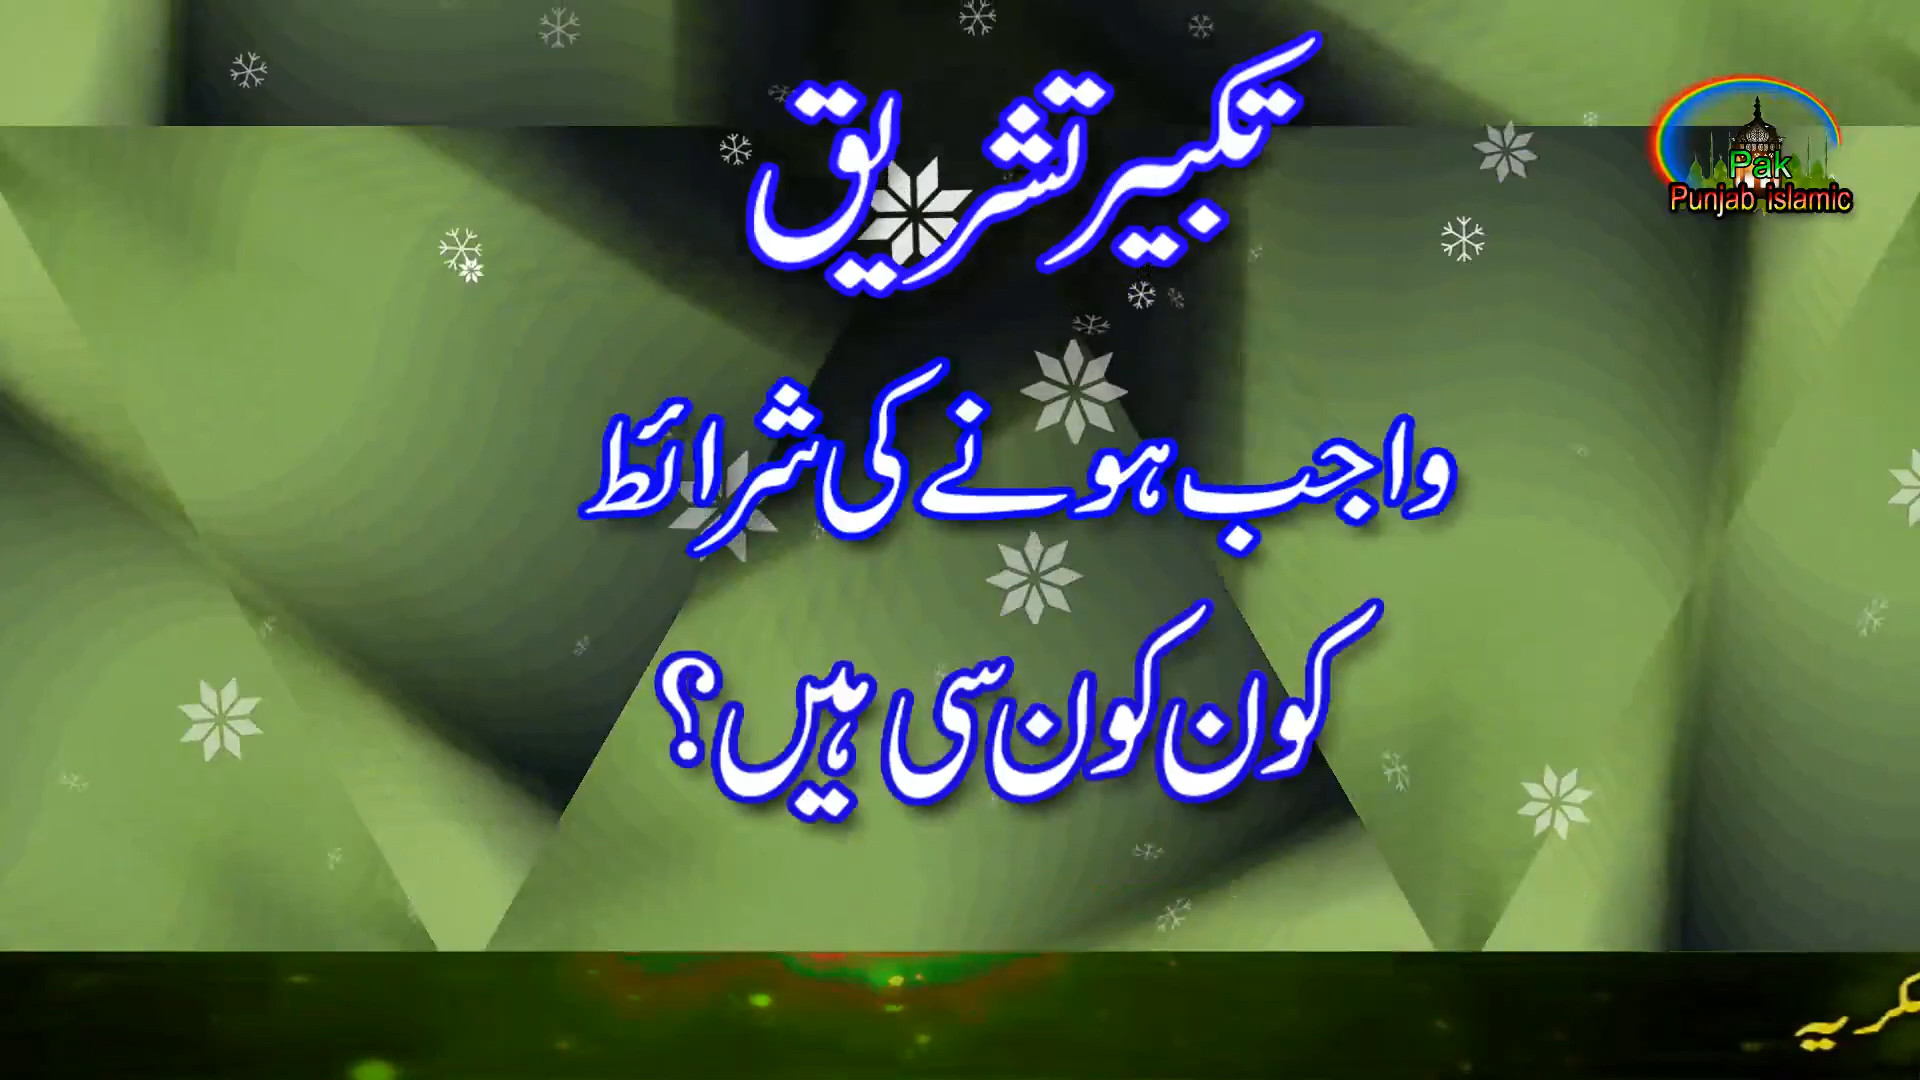 تکبیر تشریق
Pak
Punjab islamic
واجب ہونے کی شرائط
کون کون سی ہیں؟